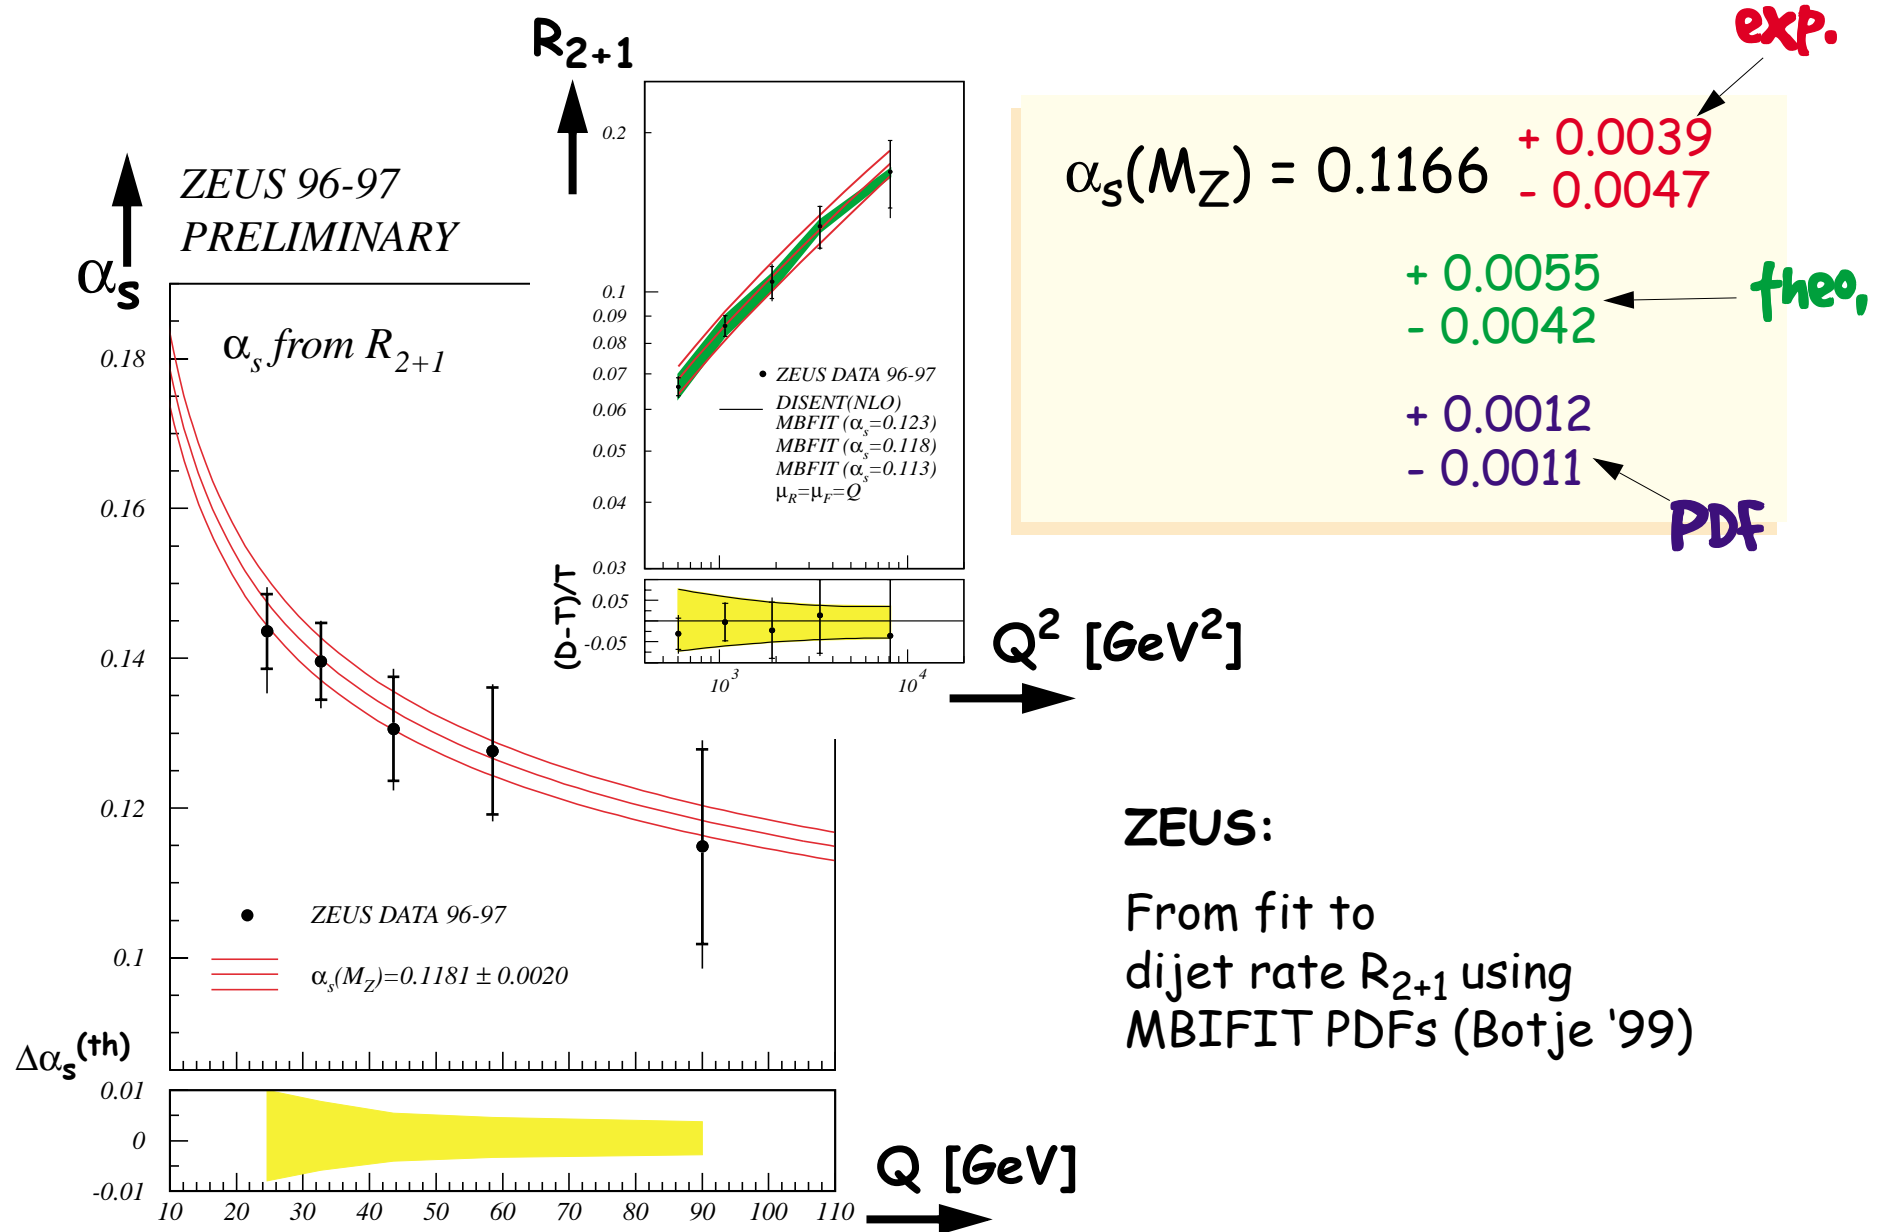 R2+1
exp.
ZEUS 96-97
PRELIMINARY
αs
αs from R2+1
0.18
0.16
0.14
0.12
0.1
ZEUS DATA 96-97
αs(MZ)=0.1181 ± 0.0020
Δαs(th)
0.01
0
-0.01
10 20 30 40 50 60 70 80 90 100 110
Q [GeV]
0.2
0.1
0.09
0.08
0.07
0.06
0.05
0.04
0.03
ZEUS DATA 96-97
DISENT(NLO)
MBFIT (αs=0.123)
MBFIT (αs=0.118)
MBFIT (αs=0.113)
μR=μF=Q
(D-T)/T
0.05
-0.05
10^3 10^4
Q² [GeV²]
αs(MZ) = 0.1166 + 0.0039
- 0.0047
+ 0.0055
- 0.0042
theo,
+ 0.0012
- 0.0011
PDF
ZEUS:
From fit to
dijet rate R2+1 using
MBIFIT PDFs (Botje '99)